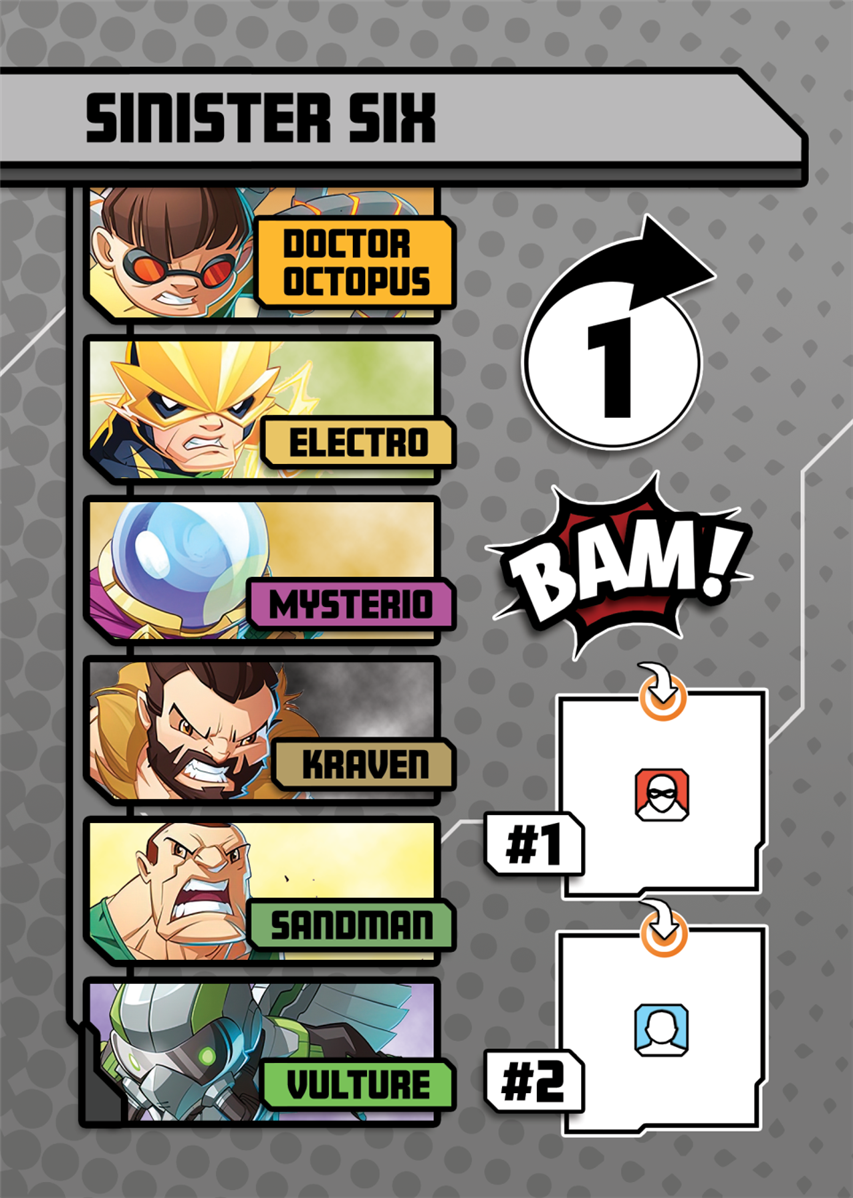 SINISTER SIX
DOCTOR
OCTOPUS
1
ELECTRO
BAM!
MYSTERIO
KRAVEN
#1
SANDMAN
#2
VULTURE